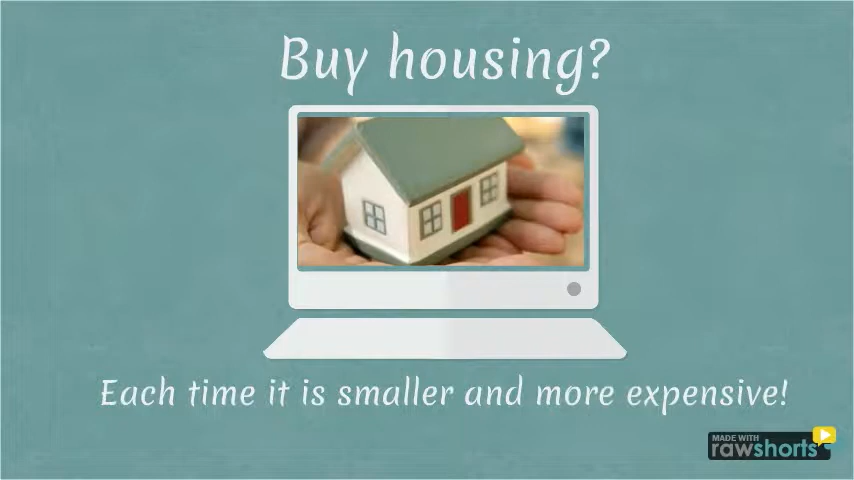 Buy housing?
Each time it is smaller and more expensive!
MADE WITH
rawshorts